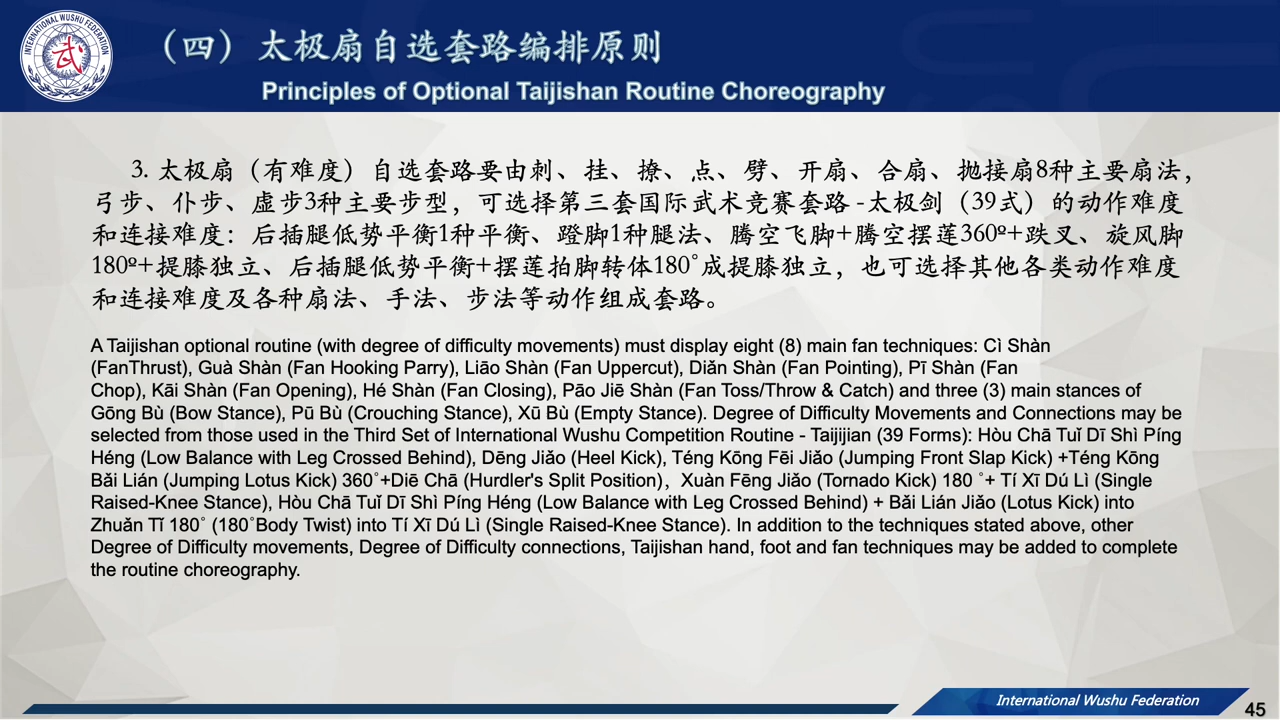 INTERNATIONAL WUSHU FEDERATION
武
（四）太极扇自选套路编排原则
Principles of Optional Taijishan Routine Choreography
3. 太极扇（有难度）自选套路要由刺、挂、撩、点、劈、开扇、合扇、抛接扇8种主要扇法，
弓步、仆步、虚步3种主要步型，可选择第三套国际武术竞赛套路 -太极剑（39式）的动作难度
和连接难度：后插腿低势平衡1种平衡、蹬脚1种腿法、腾空飞脚+腾空摆莲360º+跌叉、旋风脚
180º+提膝独立、后插腿低势平衡+摆莲拍脚转体180°成提膝独立，也可选择其他各类动作难度
和连接难度及各种扇法、手法、步法等动作组成套路。
A Taijishan optional routine (with degree of difficulty movements) must display eight (8) main fan techniques: Cì Shàn
(FanThrust), Guà Shàn (Fan Hooking Parry), Liāo Shàn (Fan Uppercut), Diǎn Shàn (Fan Pointing), Pī Shàn (Fan
Chop), Kāi Shàn (Fan Opening), Hé Shàn (Fan Closing), Pāo Jiē Shàn (Fan Toss/Throw & Catch) and three (3) main stances of
Gōng Bù (Bow Stance), Pū Bù (Crouching Stance), Xū Bù (Empty Stance). Degree of Difficulty Movements and Connections may be
selected from those used in the Third Set of International Wushu Competition Routine - Taijijian (39 Forms): Hòu Chā Tuǐ Dī Shì Píng
Héng (Low Balance with Leg Crossed Behind), Dēng Jiǎo (Heel Kick), Téng Kōng Fēi Jiǎo (Jumping Front Slap Kick) +Téng Kōng
Bǎi Lián (Jumping Lotus Kick) 360°+Diē Chā (Hurdler's Split Position)，Xuàn Fēng Jiǎo (Tornado Kick) 180 °+ Tí Xī Dú Lì (Single
Raised-Knee Stance), Hòu Chā Tuǐ Dī Shì Píng Héng (Low Balance with Leg Crossed Behind) + Bǎi Lián Jiǎo (Lotus Kick) into
Zhuǎn Tǐ 180° (180°Body Twist) into Tí Xī Dú Lì (Single Raised-Knee Stance). In addition to the techniques stated above, other
Degree of Difficulty movements, Degree of Difficulty connections, Taijishan hand, foot and fan techniques may be added to complete
the routine choreography.
International Wushu Federation
45